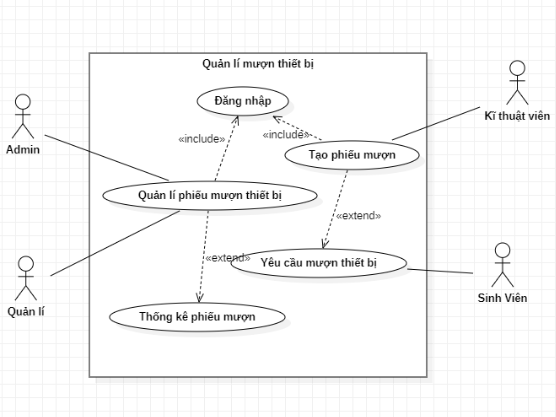 Quản lí mượn thiết bị
Đăng nhập
Kĩ thuật viên
«include»
«include»
Admin
Tạo phiếu mượn
Quản lí phiếu mượn thiết bị
«extend»
«extend»
Yêu cầu mượn thiết bị
Sinh Viên
Quản lí
Thống kê phiếu mượn